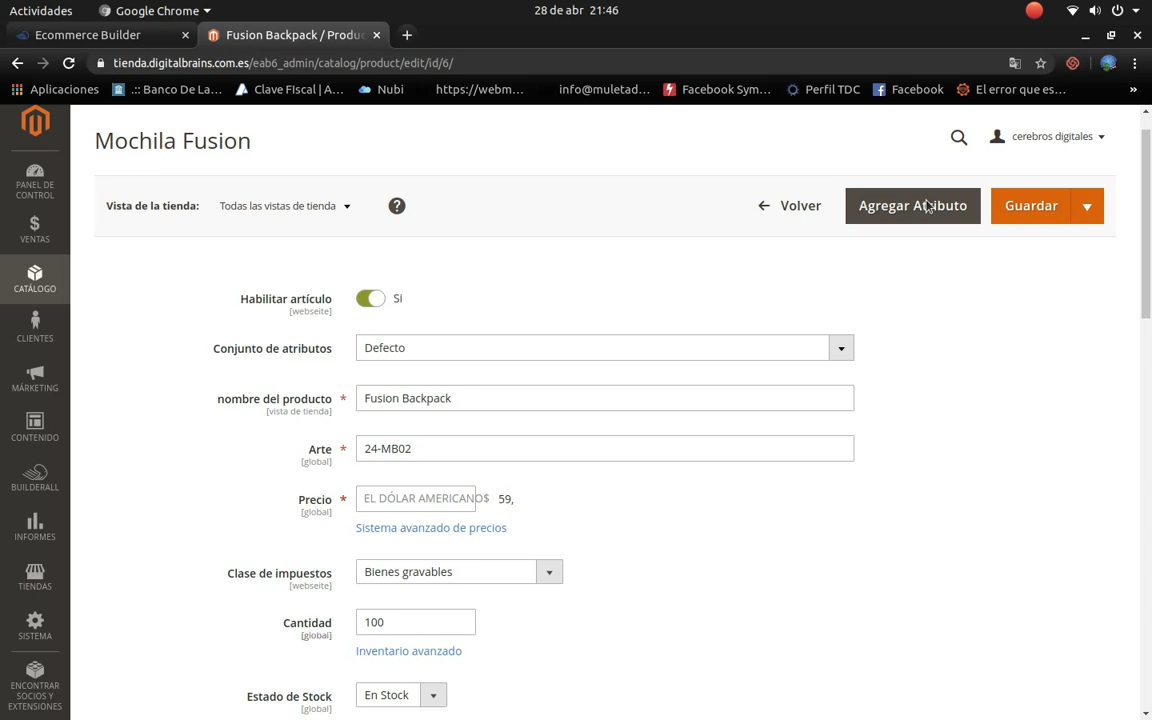 Actividades
Google Chrome
28 de abr 21:46
Ecommerce Builder
Fusion Backpack / Produc
tienda.digitalbrains.com.es/eab6_admin/catalog/product/edit/id/6/
Aplicaciones
.:: Banco De La...
Clave FIscal | A...
Nubi
https://webm...
info@muletad...
Facebook Sym...
Perfil TDC
Facebook
El error que es...
»
Mochila Fusion
cerebros digitales
Vista de la tienda:
Todas las vistas de tienda
?
Volver
Agregar Atributo
Guardar
PANEL DE
CONTROL
VENTAS
CATÁLOGO
CLIENTES
MÁRKETING
CONTENIDO
BUILDERALL
INFORMES
TIENDAS
SISTEMA
ENCONTRAR
SOCIOS Y
EXTENSIONES
Habilitar artículo
[webseite]
Si
Conjunto de atributos
Defecto
nombre del producto *
[vista de tienda]
Fusion Backpack
Arte *
[global]
24-MB02
Precio *
[global]
EL DÓLAR AMERICANO$ 59,
Sistema avanzado de precios
Clase de impuestos
[webseite]
Bienes gravables
Cantidad
[global]
100
Inventario avanzado
Estado de Stock
[global]
En Stock